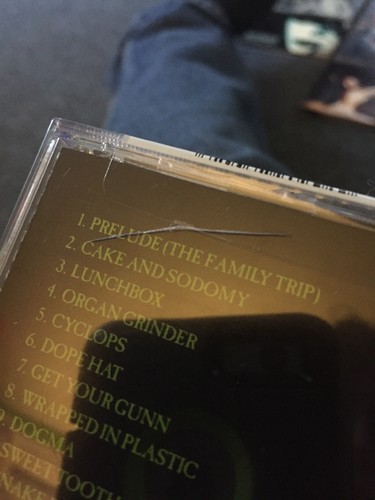 1. PRELUDE (THE FAMILY TRIP)
2. CAKE AND SODOMY
3. LUNCHBOX
4. ORGAN GRINDER
5. CYCLOPS
6. DOPE HAT
7. GET YOUR GUNN
8. WRAPPED IN PLASTIC
9. DOGMA
SWEET TOOTH
SNAKE